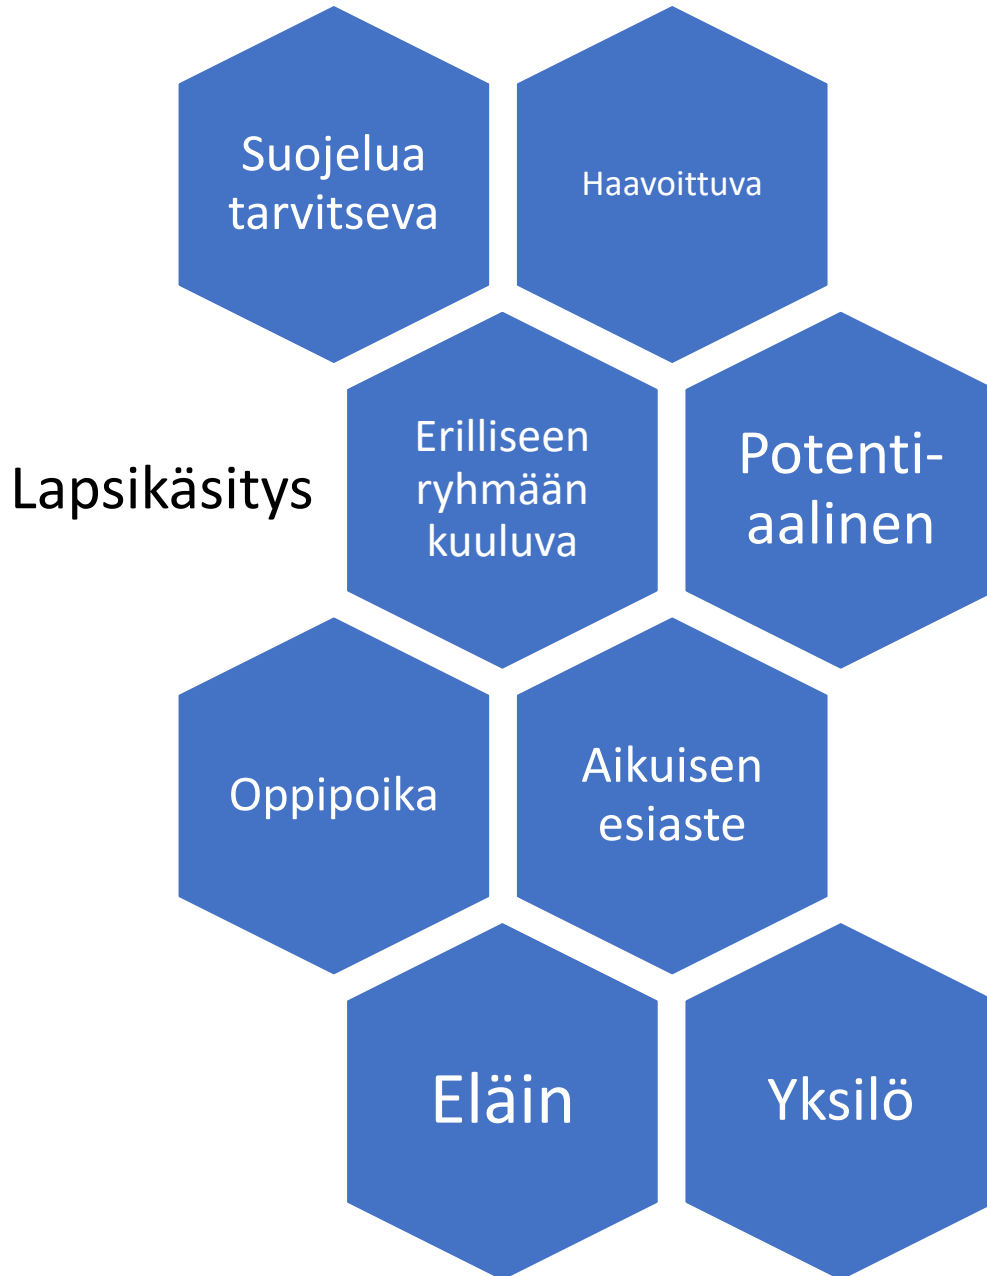 Suojelua
tarvitseva
Haavoittuva
Lapsikäsitys
Erilliseen
ryhmään
kuuluva
Potenti-
aalinen
Oppipoika
Aikuisen
esiaste
Eläin
Yksilö